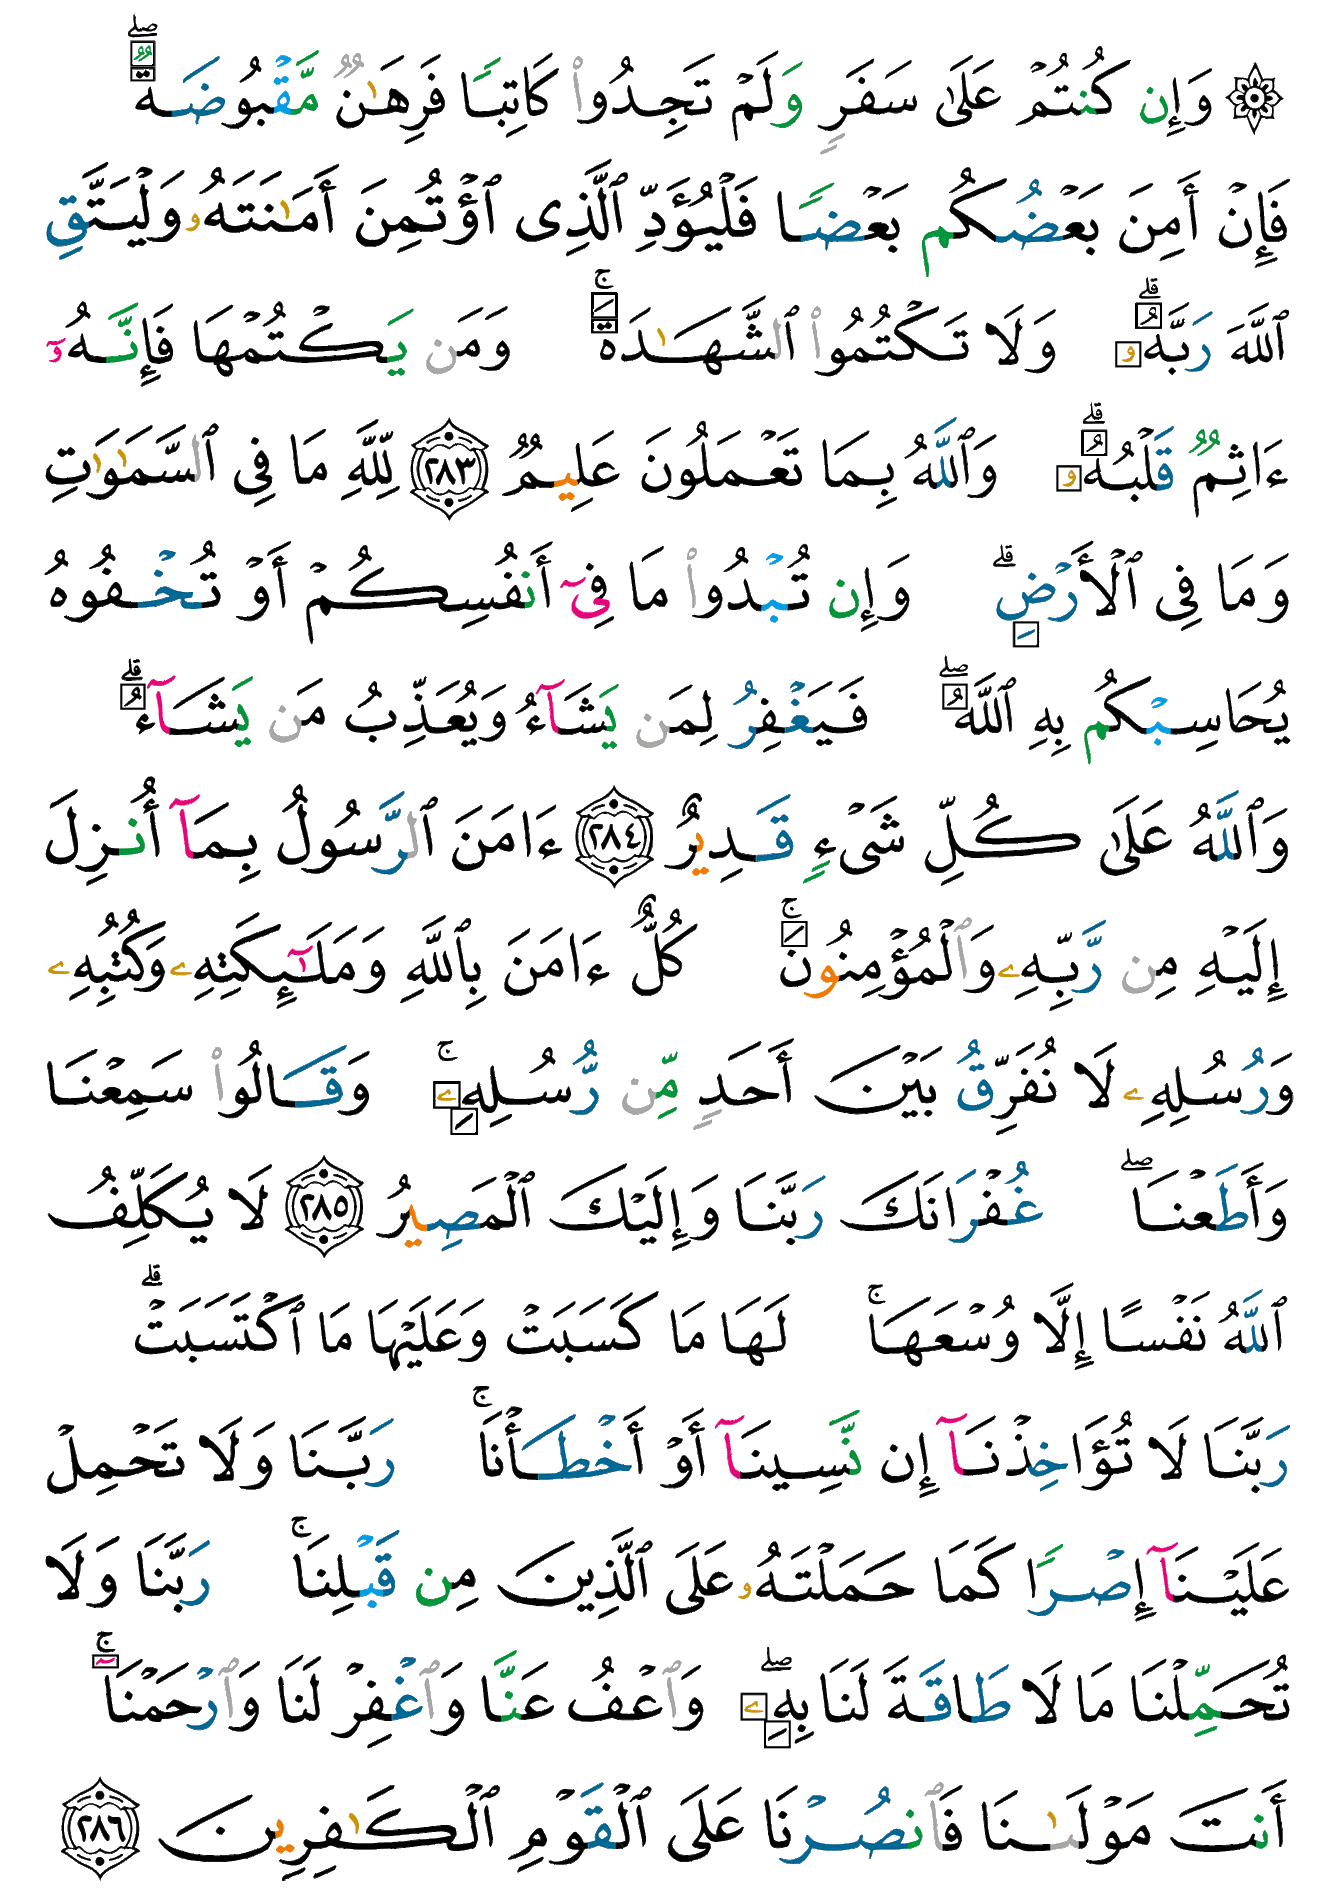 ۞ وَإِن كُنتُمْ عَلَىٰ سَفَرٍ وَلَمْ تَجِدُوا۟ كَاتِبًا فَرِهَـٰنٌ مَّقْبُوضَةٌ ۖ
فَإِنْ أَمِنَ بَعْضُكُم بَعْضًا فَلْيُؤَدِّ ٱلَّذِى ٱؤْتُمِنَ أَمَـٰنَتَهُۥ وَلْيَتَّقِ
ٱللَّهَ رَبَّهُۥ ۗ وَلَا تَكْتُمُوا۟ ٱلشَّهَـٰدَةَ ۚ وَمَن يَكْتُمْهَا فَإِنَّهُۥٓ
ءَاثِمٌ قَلْبُهُۥ ۗ وَٱللَّهُ بِمَا تَعْمَلُونَ عَلِيمٌ ٢٨٣ لِّلَّهِ مَا فِى ٱلسَّمَـٰوَٰتِ
وَمَا فِى ٱلْأَرْضِ ۗ وَإِن تُبْدُوا۟ مَا فِىٓ أَنفُسِكُمْ أَوْ تُخْفُوهُ
يُحَاسِبْكُم بِهِ ٱللَّهُ ۖ فَيَغْفِرُ لِمَن يَشَآءُ وَيُعَذِّبُ مَن يَشَآءُ ۗ
وَٱللَّهُ عَلَىٰ كُلِّ شَىْءٍ قَدِيرٌ ٢٨٤ ءَامَنَ ٱلرَّسُولُ بِمَآ أُنزِلَ
إِلَيْهِ مِن رَّبِّهِۦ وَٱلْمُؤْمِنُونَ ۚ كُلٌّ ءَامَنَ بِٱللَّهِ وَمَلَـٰٓئِكَتِهِۦ وَكُتُبِهِۦ
وَرُسُلِهِۦ لَا نُفَرِّقُ بَيْنَ أَحَدٍ مِّن رُّسُلِهِۦ ۚ وَقَالُوا۟ سَمِعْنَا
وَأَطَعْنَا ۖ غُفْرَانَكَ رَبَّنَا وَإِلَيْكَ ٱلْمَصِيرُ ٢٨٥ لَا يُكَلِّفُ
ٱللَّهُ نَفْسًا إِلَّا وُسْعَهَا ۚ لَهَا مَا كَسَبَتْ وَعَلَيْهَا مَا ٱكْتَسَبَتْ ۗ
رَبَّنَا لَا تُؤَاخِذْنَآ إِن نَّسِينَآ أَوْ أَخْطَأْنَا ۚ رَبَّنَا وَلَا تَحْمِلْ
عَلَيْنَآ إِصْرًا كَمَا حَمَلْتَهُۥ عَلَى ٱلَّذِينَ مِن قَبْلِنَا ۚ رَبَّنَا وَلَا
تُحَمِّلْنَا مَا لَا طَاقَةَ لَنَا بِهِۦ ۖ وَٱعْفُ عَنَّا وَٱغْفِرْ لَنَا وَٱرْحَمْنَآ ۚ
أَنتَ مَوْلَىٰنَا فَٱنصُرْنَا عَلَى ٱلْقَوْمِ ٱلْكَـٰفِرِينَ ٢٨٦